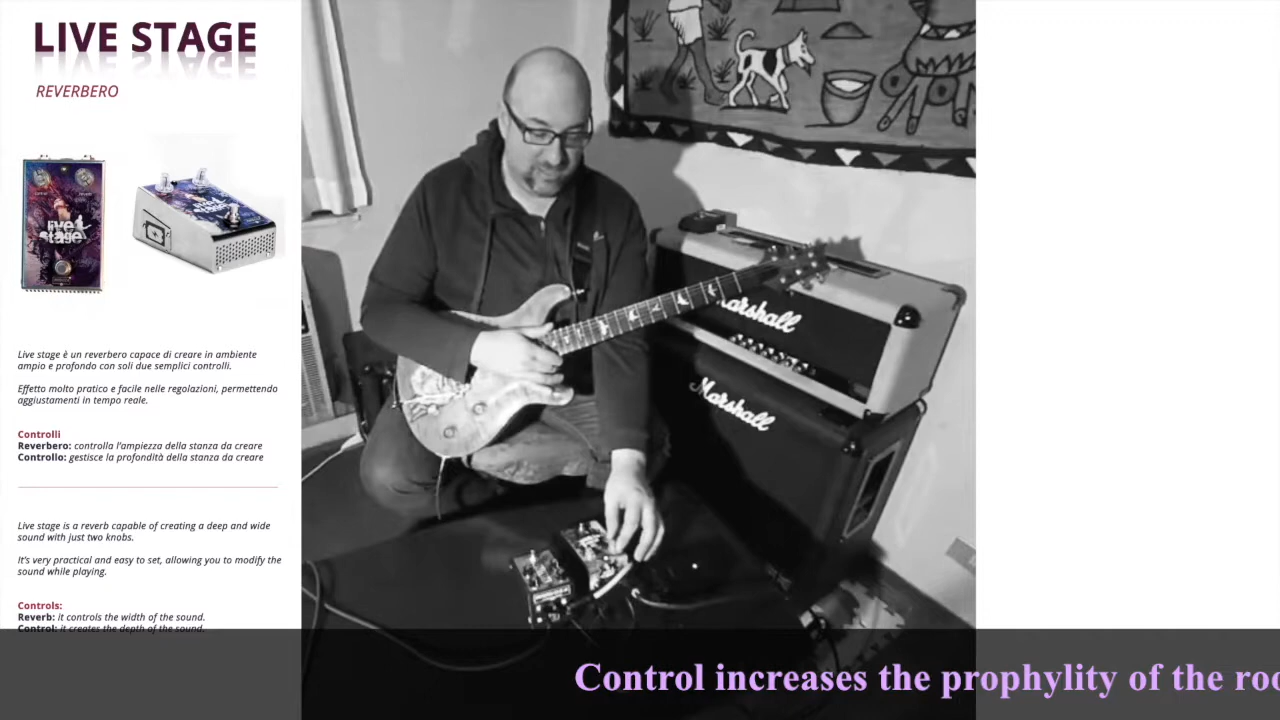 LIVE STAGE
REVERBERO
live
stage
live
stage
Live stage è un reverbero capace di creare in ambiente
ampio e profondo con soli due semplici controlli.
Effetto molto pratico e facile nelle regolazioni, permettendo
aggiustamenti in tempo reale.
Controlli
Reverbero: controlla l'ampiezza della stanza da creare
Controllo: gestisce la profondità della stanza da creare
Live stage is a reverb capable of creating a deep and wide
sound with just two knobs.
It's very practical and easy to set, allowing you to modify the
sound while playing.
Controls:
Reverb: it controls the width of the sound.
Control: it creates the depth of the sound.
Marshall
Marshall
Control increases the prophylity of the roo